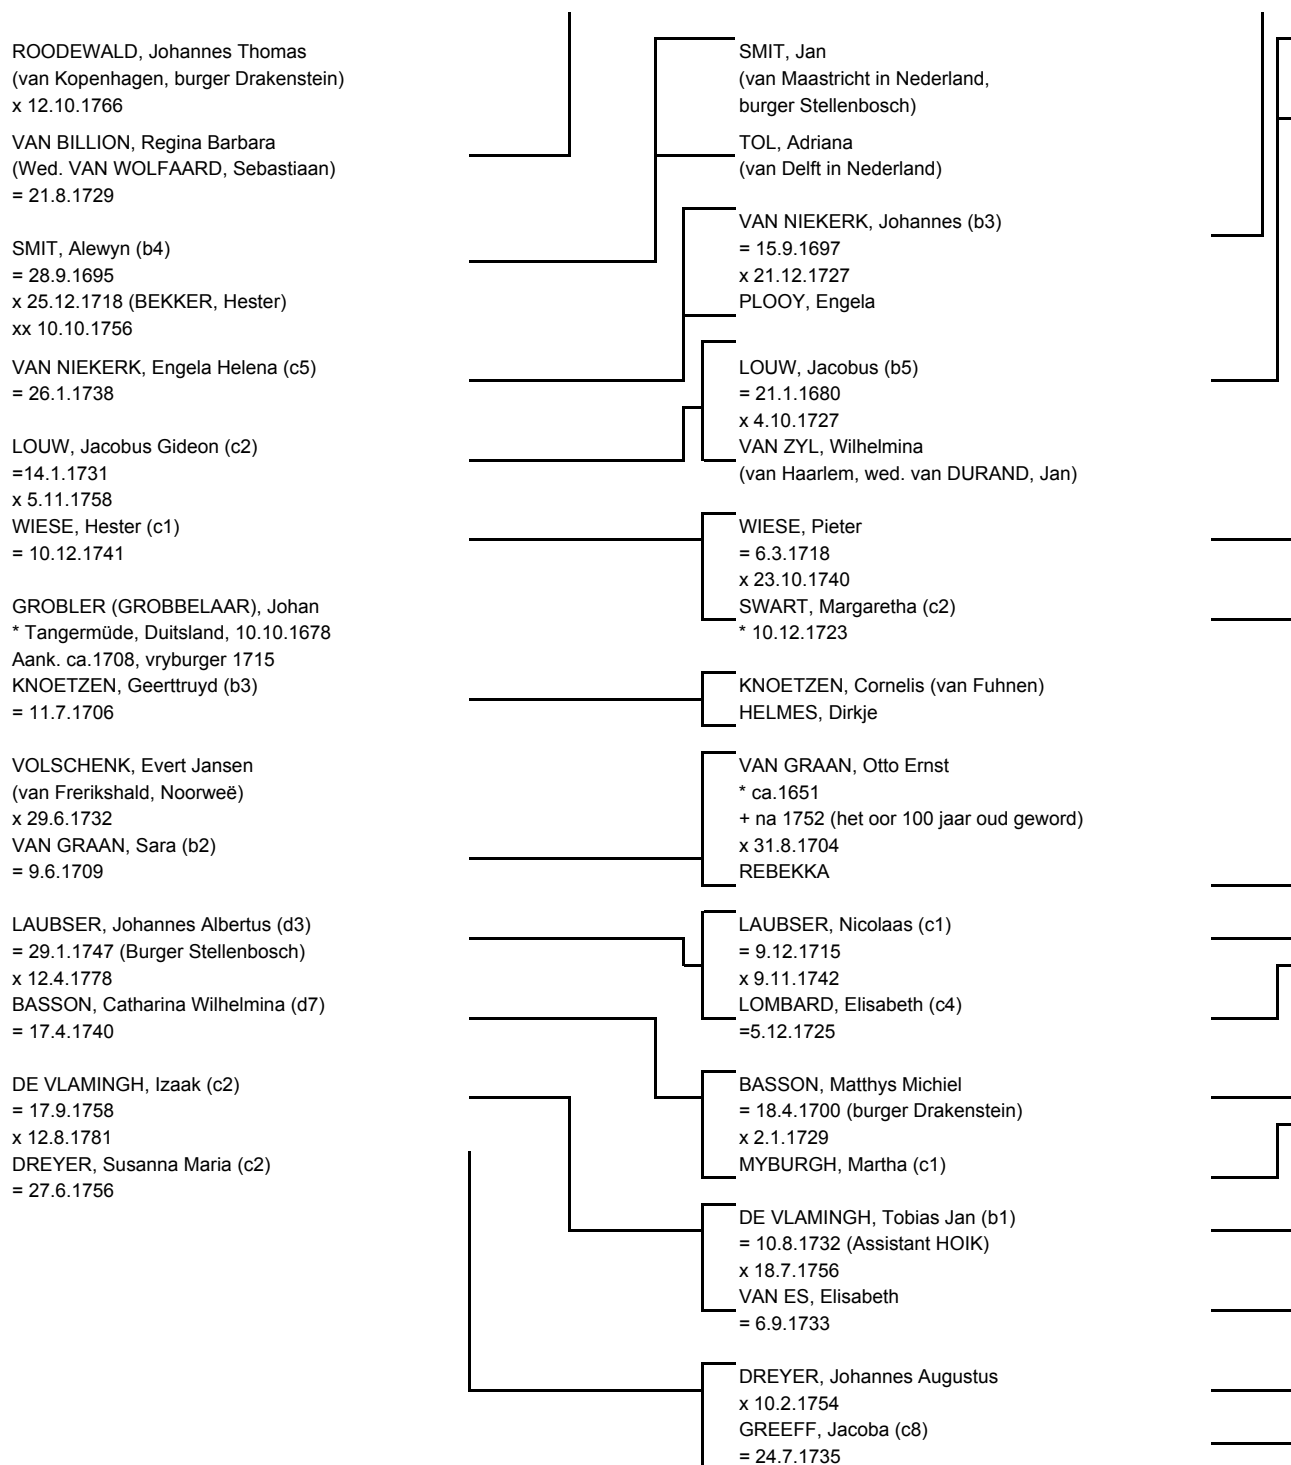 ROODEWALD, Johannes Thomas
(van Kopenhagen, burger Drakenstein)
x 12.10.1766
VAN BILLION, Regina Barbara
(Wed. VAN WOLFAARD, Sebastiaan)
= 21.8.1729
SMIT, Alewyn (b4)
= 28.9.1695
x 25.12.1718 (BEKKER, Hester)
xx 10.10.1756
VAN NIEKERK, Engela Helena (c5)
= 26.1.1738
LOUW, Jacobus Gideon (c2)
=14.1.1731
x 5.11.1758
WIESE, Hester (c1)
= 10.12.1741
GROBLER (GROBBELAAR), Johan
* Tangermüde, Duitsland, 10.10.1678
Aank. ca.1708, vryburger 1715
KNOETZEN, Geerttruyd (b3)
= 11.7.1706
VOLSCHENK, Evert Jansen
(van Frerikshald, Noorweë)
x 29.6.1732
VAN GRAAN, Sara (b2)
= 9.6.1709
LAUBSER, Johannes Albertus (d3)
= 29.1.1747 (Burger Stellenbosch)
x 12.4.1778
BASSON, Catharina Wilhelmina (d7)
= 17.4.1740
DE VLAMINGH, Izaak (c2)
= 17.9.1758
x 12.8.1781
DREYER, Susanna Maria (c2)
= 27.6.1756
SMIT, Jan
(van Maastricht in Nederland,
burger Stellenbosch)
TOL, Adriana
(van Delft in Nederland)
VAN NIEKERK, Johannes (b3)
= 15.9.1697
x 21.12.1727
PLOOY, Engela
LOUW, Jacobus (b5)
= 21.1.1680
x 4.10.1727
VAN ZYL, Wilhelmina
(van Haarlem, wed. van DURAND, Jan)
WIESE, Pieter
= 6.3.1718
x 23.10.1740
SWART, Margaretha (c2)
* 10.12.1723
KNOETZEN, Cornelis (van Fuhnen)
HELMES, Dirkje
VAN GRAAN, Otto Ernst
* ca.1651
+ na 1752 (het oor 100 jaar oud geword)
x 31.8.1704
REBEKKA
LAUBSER, Nicolaas (c1)
= 9.12.1715
x 9.11.1742
LOMBARD, Elisabeth (c4)
=5.12.1725
BASSON, Matthys Michiel
= 18.4.1700 (burger Drakenstein)
x 2.1.1729
MYBURGH, Martha (c1)
DE VLAMINGH, Tobias Jan (b1)
= 10.8.1732 (Assistant HOIK)
x 18.7.1756
VAN ES, Elisabeth
= 6.9.1733
DREYER, Johannes Augustus
x 10.2.1754
GREEFF, Jacoba (c8)
= 24.7.1735